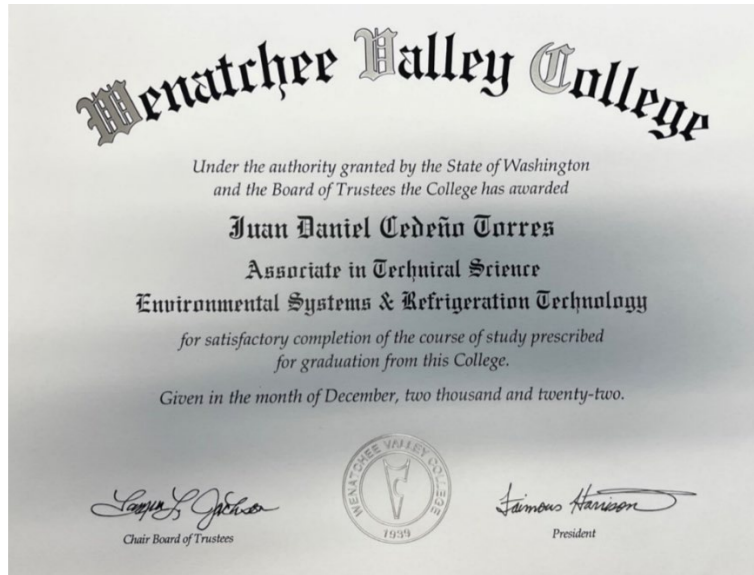 Wenatchee Valley College
Under the authority granted by the State of Washington
and the Board of Trustees the College has awarded
Juan Daniel Cedeño Torres
Associate in Technical Science
Environmental Systems & Refrigeration Technology
for satisfactory completion of the course of study prescribed
for graduation from this College.
Given in the month of December, two thousand and twenty-two.
WENATCHEE VALLEY COLLEGE
1939
Faimous Harrison
Chair Board of Trustees
President